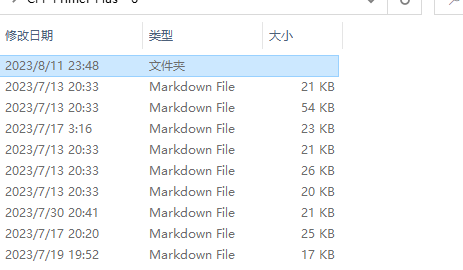 修改日期 类型 大小
2023/8/11 23:48 文件夹
2023/7/13 20:33 Markdown File 21 KB
2023/7/13 20:33 Markdown File 54 KB
2023/7/17 3:16 Markdown File 23 KB
2023/7/13 20:33 Markdown File 21 KB
2023/7/13 20:33 Markdown File 26 KB
2023/7/13 20:33 Markdown File 20 KB
2023/7/30 20:41 Markdown File 21 KB
2023/7/17 20:20 Markdown File 25 KB
2023/7/19 19:52 Markdown File 17 KB